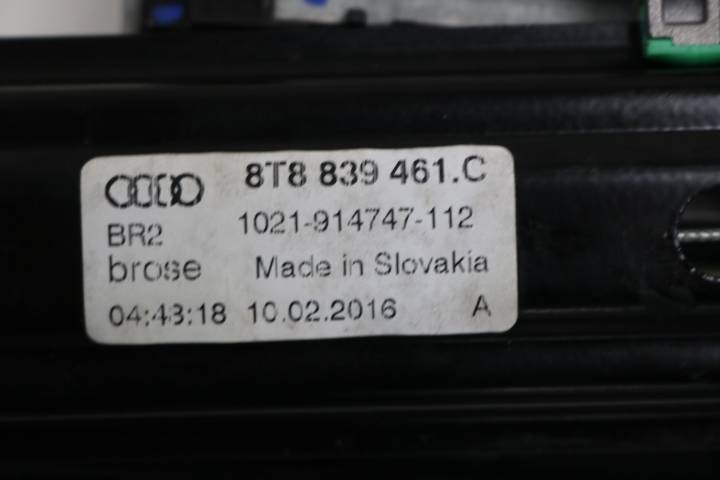 8T8 839 461.C
BR2 1021-914747-112
brose Made in Slovakia
04:43:18 10.02.2016 A